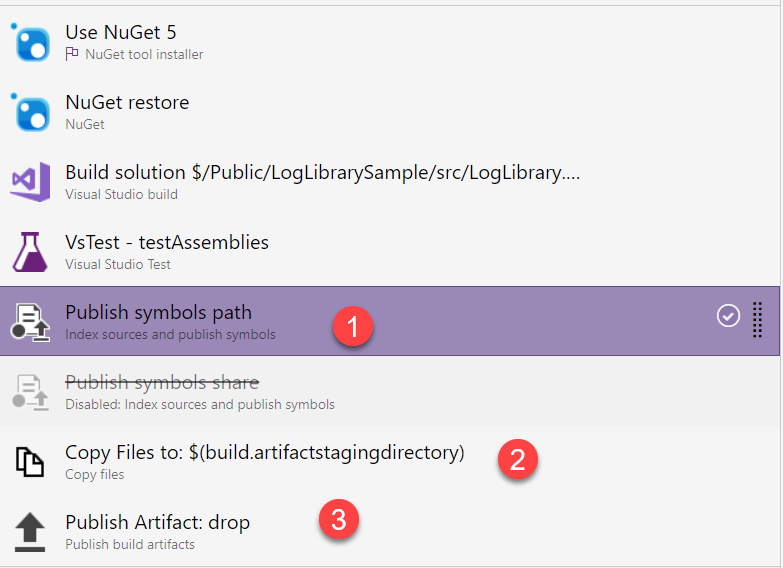 Use NuGet 5
NuGet tool installer
NuGet restore
NuGet
Build solution $/Public/LogLibrarySample/src/LogLibrary....
Visual Studio build
VsTest - testAssemblies
Visual Studio Test
Publish symbols path
Index sources and publish symbols
1
Publish symbols share
Disabled: Index sources and publish symbols
Copy Files to: $(build.artifactstagingdirectory)
Copy files
2
Publish Artifact: drop
Publish build artifacts
3